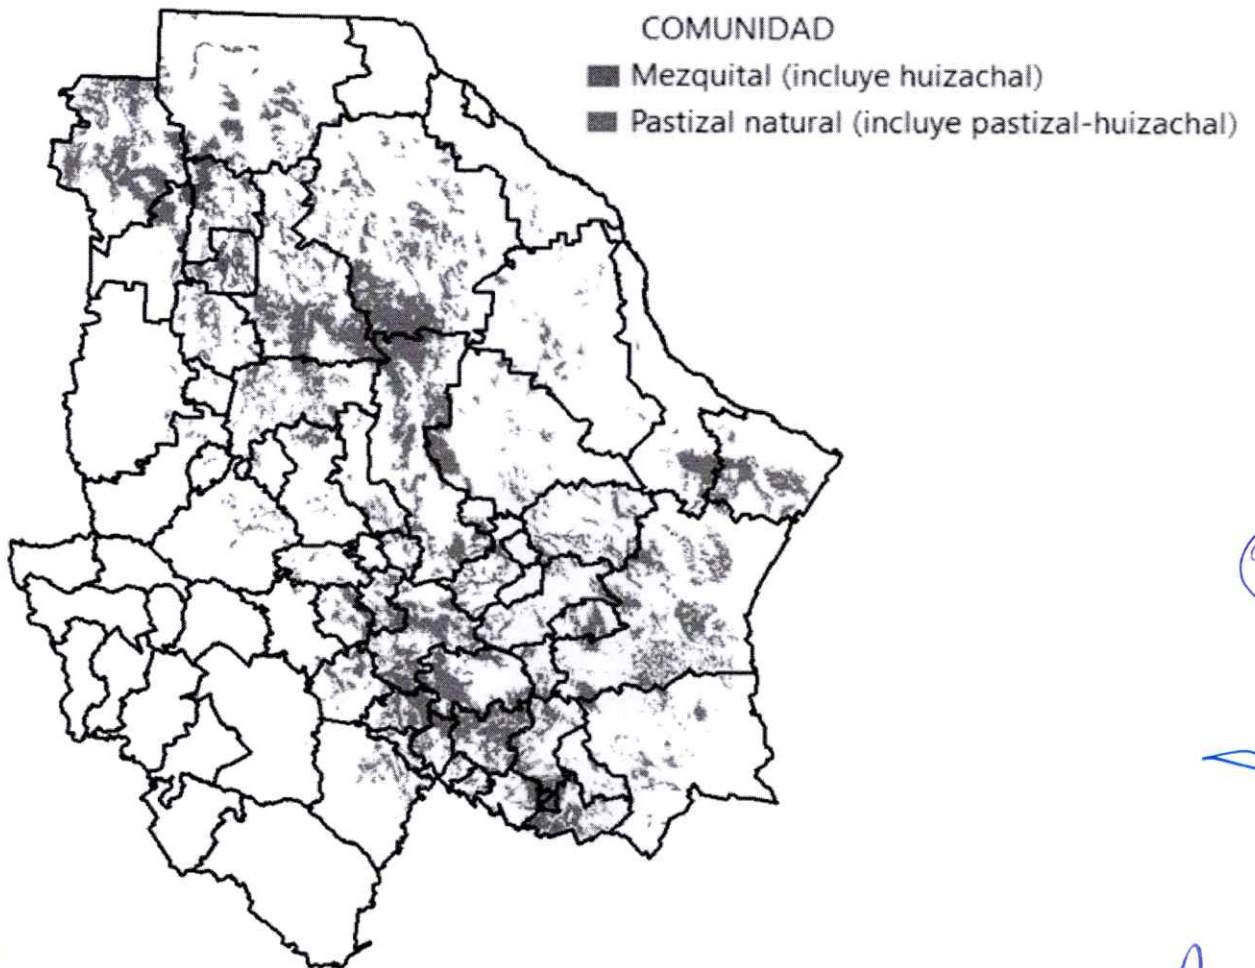 COMUNIDAD
Mezquital (incluye huizachal)
Pastizal natural (incluye pastizal-huizachal)